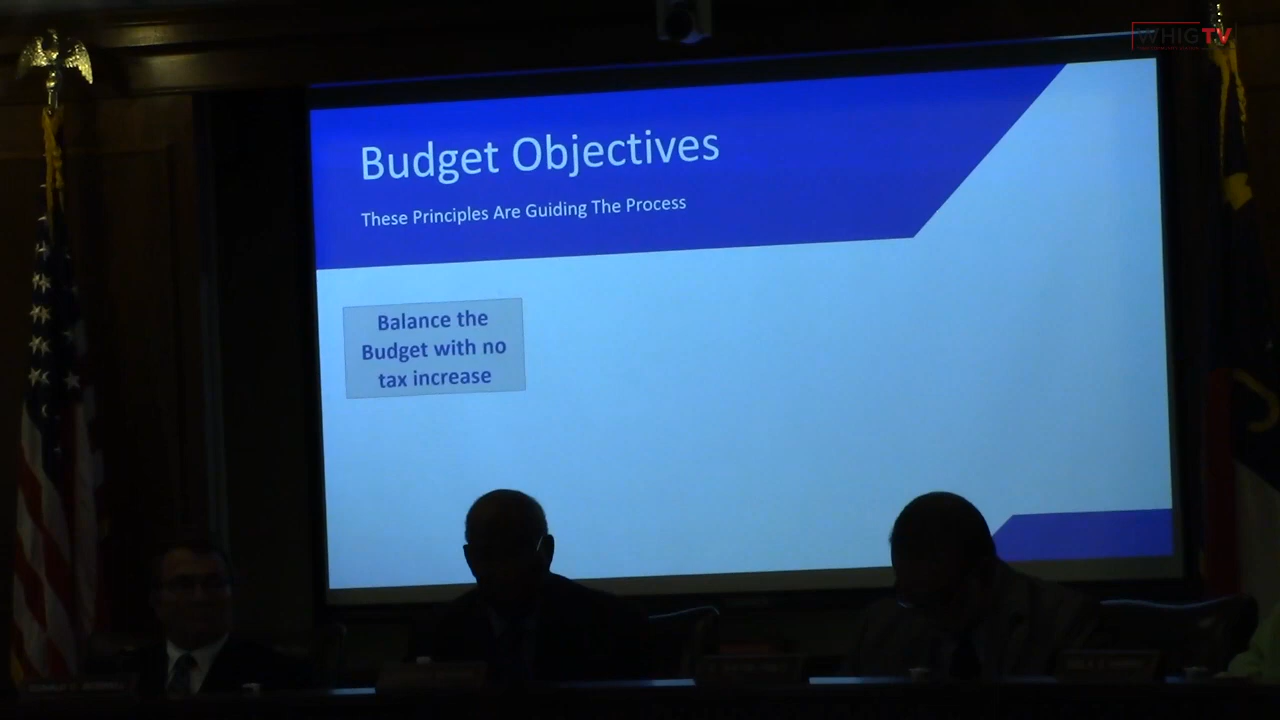 WHIGTV
Budget Objectives
These Principles Are Guiding The Process
Balance the
Budget with no
tax increase